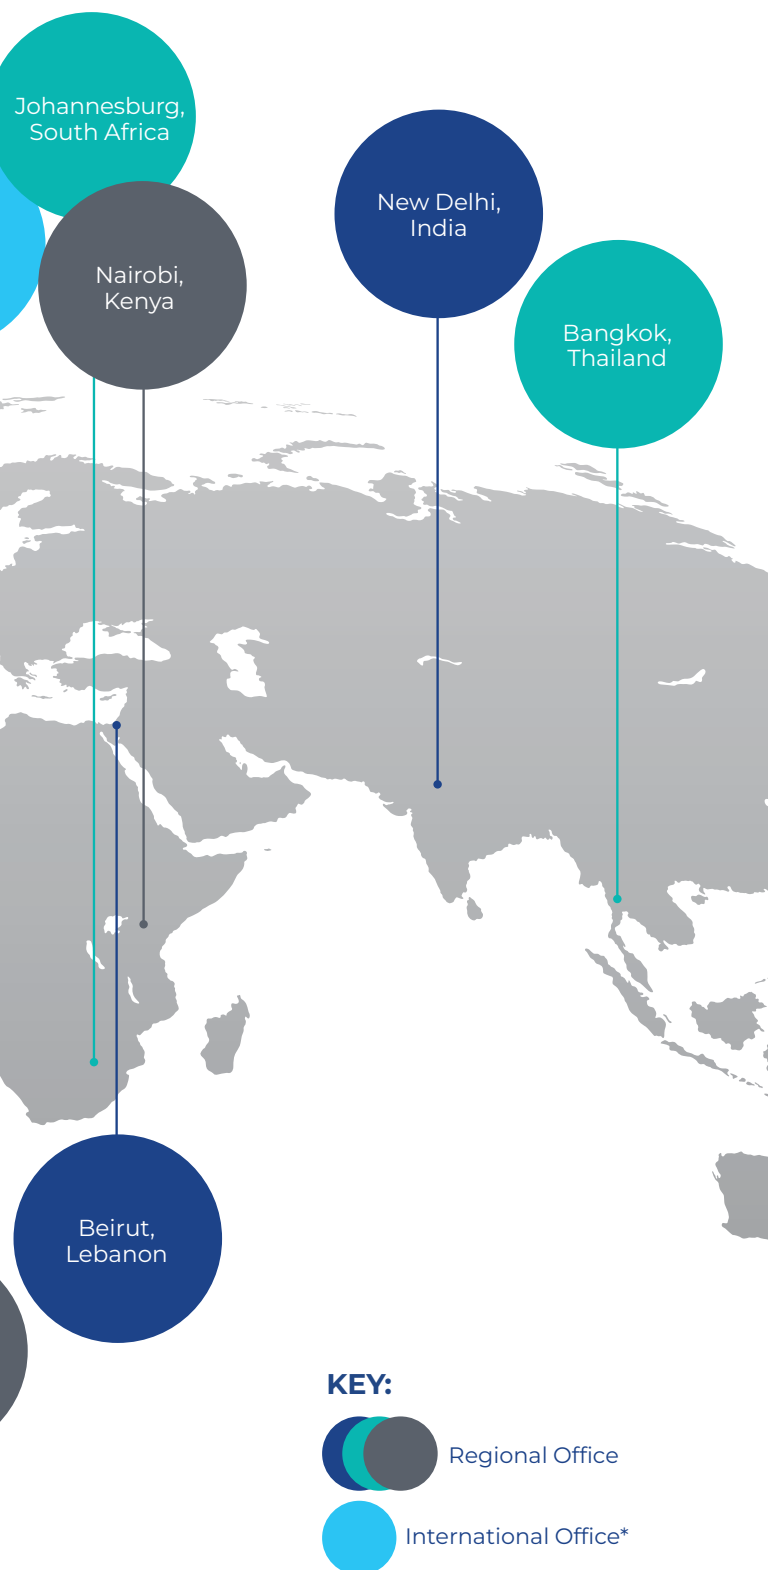 Johannesburg,
South Africa
New Delhi,
India
Nairobi,
Kenya
Bangkok,
Thailand
Beirut,
Lebanon
KEY:
Regional Office
International Office*